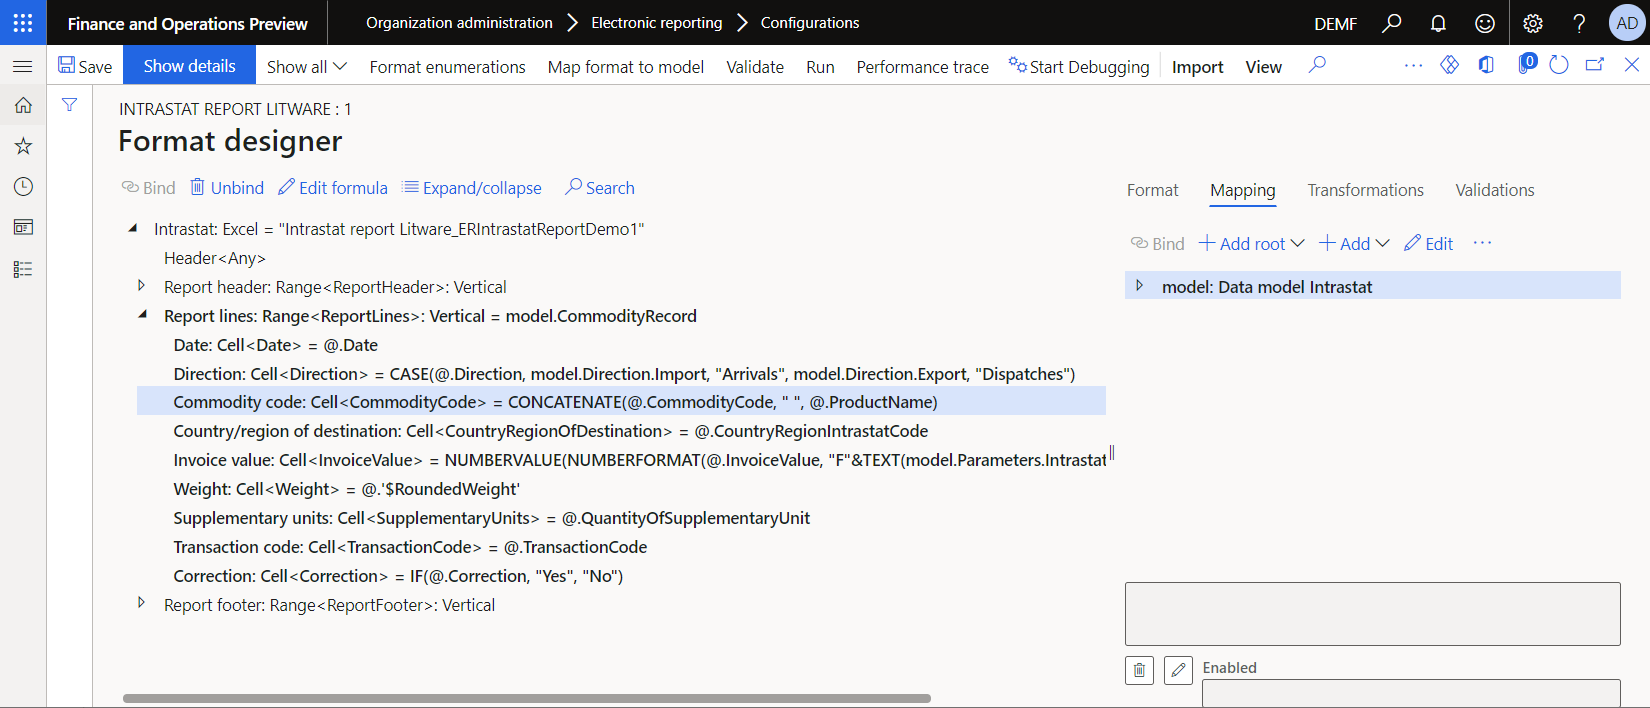 Finance and Operations Preview
Organization administration
Electronic reporting
Configurations
DEMF
AD
Save
Show details
Show all
Format enumerations
Map format to model
Validate
Run
Performance trace
Start Debugging
Import
View
0
INTRASTAT REPORT LITWARE : 1
Format designer
Bind
Unbind
Edit formula
Expand/collapse
Search
Format
Mapping
Transformations
Validations
Bind
Add root
Add
Edit
model: Data model Intrastat
Intrastat: Excel = "Intrastat report Litware_ERIntrastatReportDemo1"
Header<Any>
Report header: Range<ReportHeader>: Vertical
Report lines: Range<ReportLines>: Vertical = model.CommodityRecord
Date: Cell<Date> = @.Date
Direction: Cell<Direction> = CASE(@.Direction, model.Direction.Import, "Arrivals", model.Direction.Export, "Dispatches")
Commodity code: Cell<CommodityCode> = CONCATENATE(@.CommodityCode, " ", @.ProductName)
Country/region of destination: Cell<CountryRegionOfDestination> = @.CountryRegionIntrastatCode
Invoice value: Cell<InvoiceValue> = NUMBERVALUE(NUMBERFORMAT(@.InvoiceValue, "F"&TEXT(model.Parameters.Intrastat
Weight: Cell<Weight> = @.'$RoundedWeight'
Supplementary units: Cell<SupplementaryUnits> = @.QuantityOfSupplementaryUnit
Transaction code: Cell<TransactionCode> = @.TransactionCode
Correction: Cell<Correction> = IF(@.Correction, "Yes", "No")
Report footer: Range<ReportFooter>: Vertical
Enabled